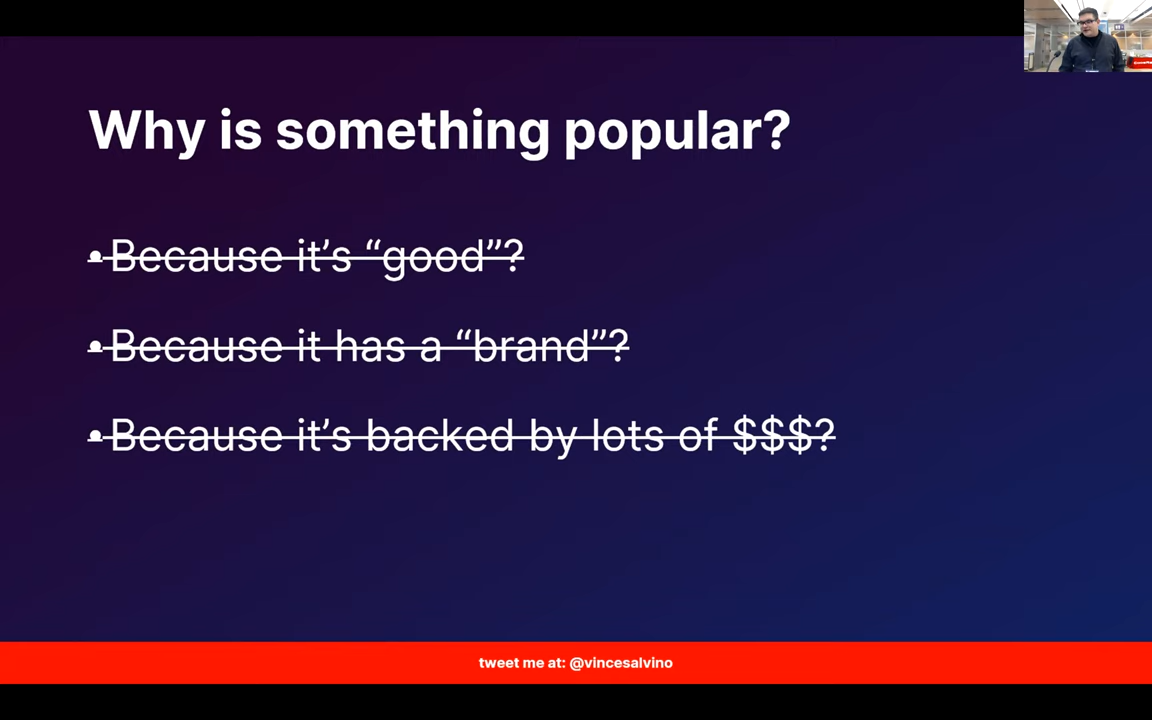 Why is something popular?
• Because it’s “good”?
• Because it has a “brand”?
• Because it’s backed by lots of $$$?
tweet me at: @vincesalvino